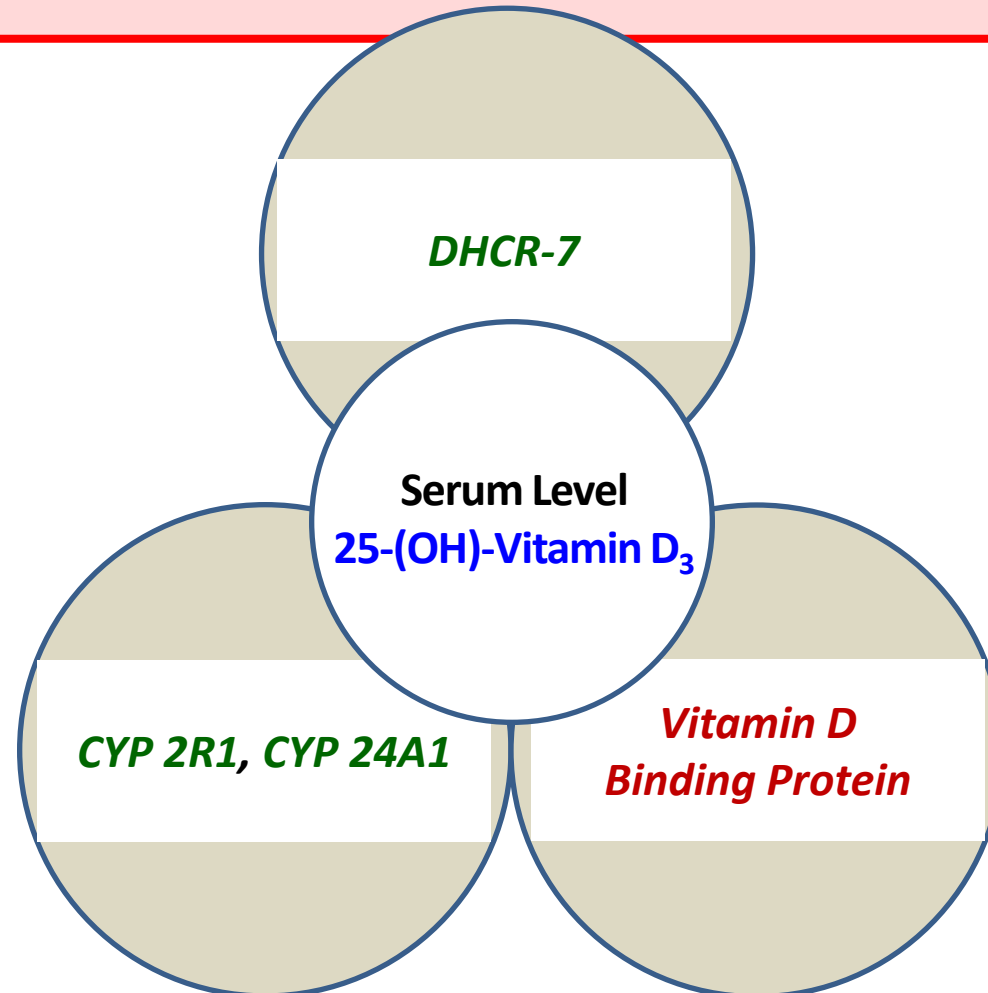 DHCR-7
Serum Level
25-(OH)-Vitamin D₃
CYP 2R1, CYP 24A1
Vitamin D
Binding Protein